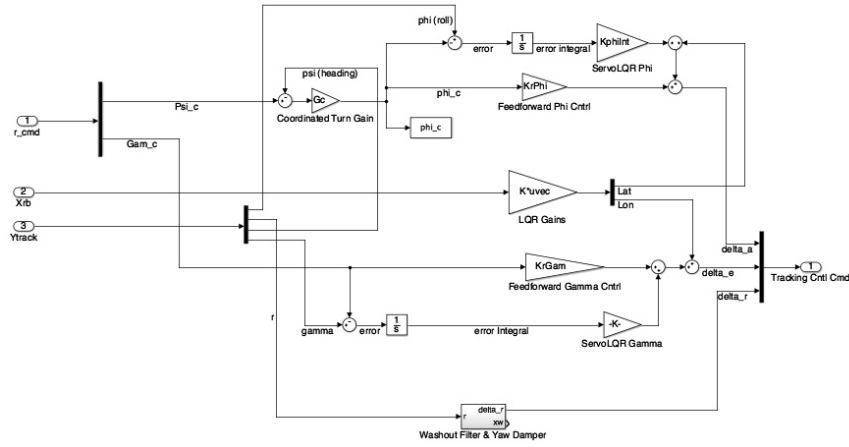 phi (roll)
1
s
KphiInt
error
error integral
ServoLQR Phi
psi (heading)
Psi_c
Gc
phi_c
KrPhi
Coordinated Turn Gain
Feedforward Phi Cntrl
1
r_cmd
phi_c
Gam_c
2
Xrb
K*uvec
Lat
Lon
LQR Gains
3
Ytrack
delta_a
KrGam
delta_e
1
Tracking Cntl Cmd
Feedforward Gamma Cntrl
delta_r
r
gamma
error
1
s
error Integral
-K-
ServoLQR Gamma
r
delta_r
xw
Washout Filter & Yaw Damper